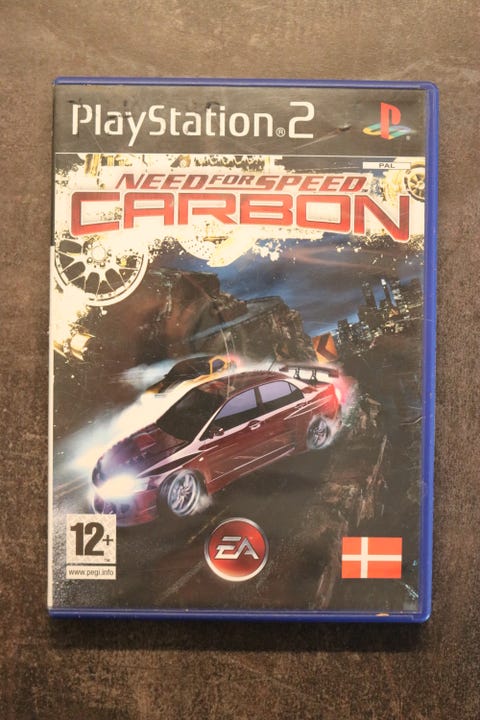 PlayStation®2
PAL
NEED FOR SPEED
CARBON
12+
www.pegi.info
EA